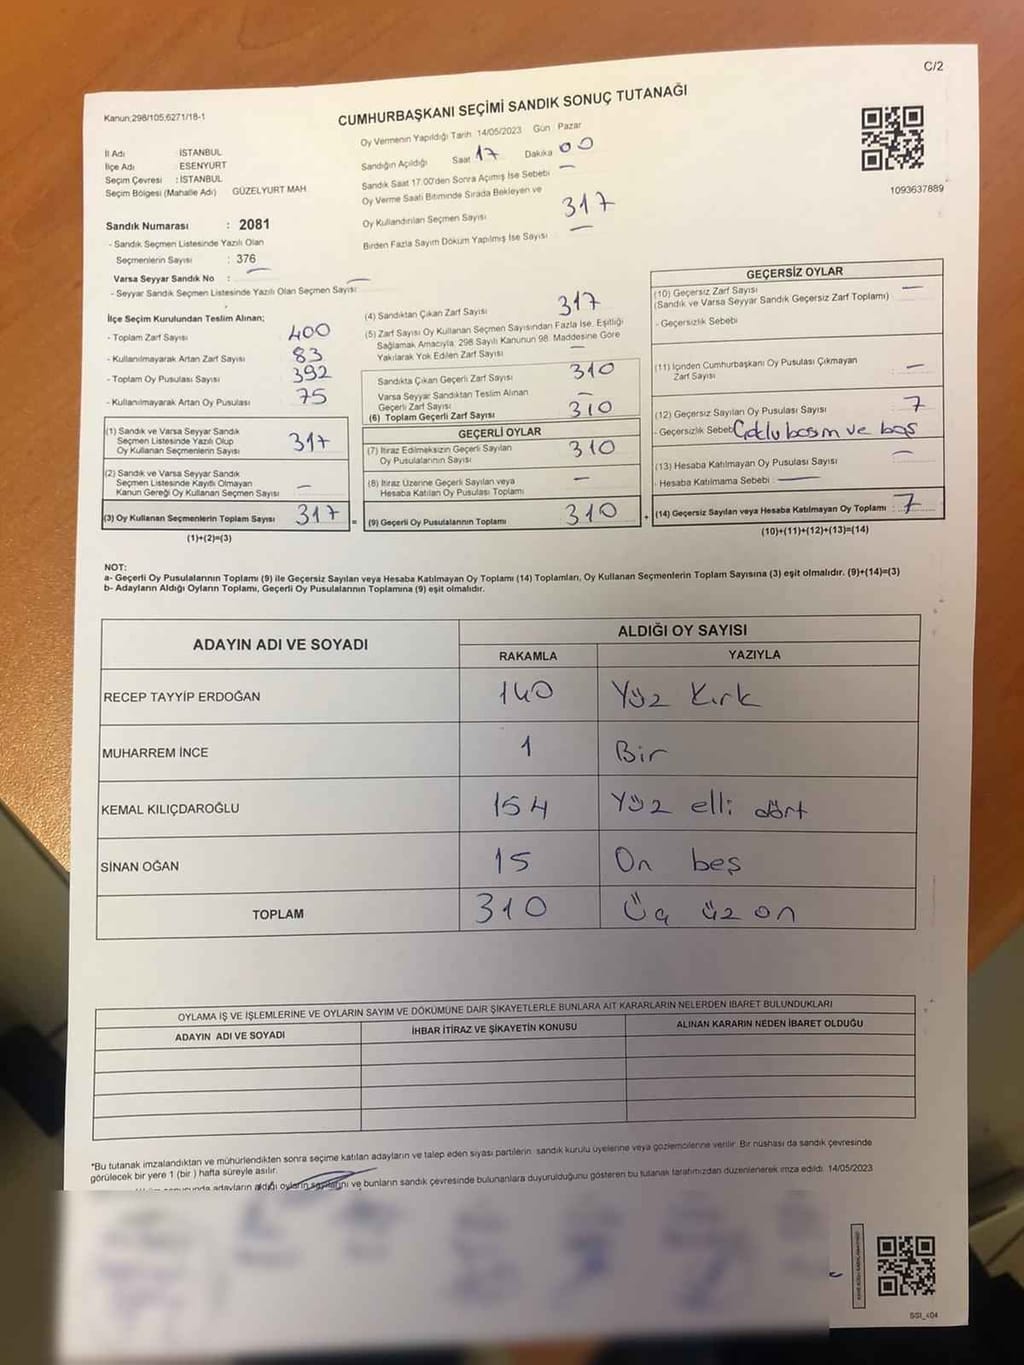 C/2
Kanun;298/105;6271/18-1
CUMHURBAŞKANI SEÇİMİ SANDIK SONUÇ TUTANAĞI
Oy Vermenin Yapıldığı Tarih 14/05/2023 Gün Pazar
İl Adı : İSTANBUL
İlçe Adı : ESENYURT
Seçim Çevresi : İSTANBUL
Seçim Bölgesi (Mahalle Adı) GÜZELYURT MAH
Sandığın Açıldığı Saat 17 Dakika 00
Sandık Saat 17:00'den Sonra Açımış İse Sebebi —
Oy Verme Saati Bitiminde Sırada Bekleyen ve
Oy Kullandırılan Seçmen Sayısı 317
Birden Fazla Sayım Döküm Yapılmış İse Sayısı —
1093637889
Sandık Numarası : 2081
- Sandık Seçmen Listesinde Yazılı Olan
Seçmenlerin Sayısı : 376
Varsa Seyyar Sandık No : —
- Seyyar Sandık Seçmen Listesinde Yazılı Olan Seçmen Sayısı —
İlçe Seçim Kurulundan Teslim Alınan;
- Toplam Zarf Sayısı 400
- Kullanılmayarak Artan Zarf Sayısı 83
- Toplam Oy Pusulası Sayısı 392
- Kullanılmayarak Artan Oy Pusulası 75
(1) Sandık ve Varsa Seyyar Sandık
Seçmen Listesinde Yazılı Olup
Oy Kullanan Seçmenlerin Sayısı 317
(2) Sandık ve Varsa Seyyar Sandık
Seçmen Listesinde Kayıtlı Olmayan
Kanun Gereği Oy Kullanan Seçmen Sayısı —
(3) Oy Kullanan Seçmenlerin Toplam Sayısı 317
(1)+(2)=(3)
(4) Sandıktan Çıkan Zarf Sayısı 317
(5) Zarf Sayısı Oy Kullanan Seçmen Sayısından Fazla İse, Eşitliği
Sağlamak Amacıyla, 298 Sayılı Kanunun 98. Maddesine Göre
Yakılarak Yok Edilen Zarf Sayısı —
Sandıkta Çıkan Geçerli Zarf Sayısı 310
Varsa Seyyar Sandıktan Teslim Alınan
Geçerli Zarf Sayısı —
(6) Toplam Geçerli Zarf Sayısı 310
GEÇERLİ OYLAR
(7) İtiraz Edilmeksizin Geçerli Sayılan
Oy Pusulalarının Sayısı 310
(8) İtiraz Üzerine Geçerli Sayılan veya
Hesaba Katılan Oy Pusulası Toplamı —
= (9) Geçerli Oy Pusulalarının Toplamı 310
GEÇERSİZ OYLAR
(10) Geçersiz Zarf Sayısı —
(Sandık ve Varsa Seyyar Sandık Geçersiz Zarf Toplamı)
- Geçersizlik Sebebi
(11) İçinden Cumhurbaşkanı Oy Pusulası Çıkmayan
Zarf Sayısı —
(12) Geçersiz Sayılan Oy Pusulası Sayısı 7
- Geçersizlik Sebebi Çoklu basım ve boş
(13) Hesaba Katılmayan Oy Pusulası Sayısı —
- Hesaba Katılmama Sebebi —
+ (14) Geçersiz Sayılan veya Hesaba Katılmayan Oy Toplamı 7
(10)+(11)+(12)+(13)=(14)
NOT:
a- Geçerli Oy Pusulalarının Toplamı (9) ile Geçersiz Sayılan veya Hesaba Katılmayan Oy Toplamı (14) Toplamları, Oy Kullanan Seçmenlerin Toplam Sayısına (3) eşit olmalıdır. (9)+(14)=(3)
b- Adayların Aldığı Oyların Toplamı, Geçerli Oy Pusulalarının Toplamına (9) eşit olmalıdır.
ADAYIN ADI VE SOYADI ALDIĞI OY SAYISI
RAKAMLA YAZIYLA
RECEP TAYYİP ERDOĞAN 140 Yüz Kırk
MUHARREM İNCE 1 Bir
KEMAL KILIÇDAROĞLU 154 Yüz elli dört
SİNAN OĞAN 15 On beş
TOPLAM 310 Üç üz on
OYLAMA İŞ VE İŞLEMLERİNE VE OYLARIN SAYIM VE DÖKÜMÜNE DAİR ŞİKAYETLERLE BUNLARA AİT KARARLARIN NELERDEN İBARET BULUNDUKLARI
ADAYIN ADI VE SOYADI İHBAR İTİRAZ VE ŞİKAYETİN KONUSU ALINAN KARARIN NEDEN İBARET OLDUĞU
*Bu tutanak imzalandıktan ve mühürlendikten sonra seçime katılan adayların ve talep eden siyasi partilerin sandık kurulu üyelerine veya gözlemcilerine verilir. Bir nüshası da sandık çevresinde
görülecek bir yere 1 (bir ) hafta süreyle asılır.
adayların aldığı oyların sayılarını ve bunların sandık çevresinde bulunanlara duyurulduğunu gösteren bu tutanak tarafımızdan düzenlenerek imza edildi. 14/05/2023